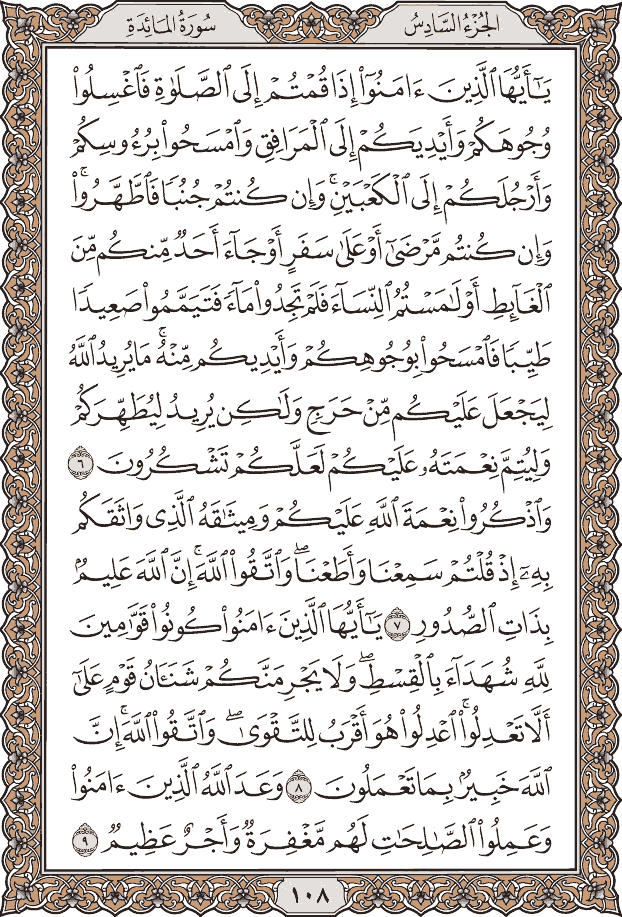 الجُزْءُ السَّادِسُ
سُورَةُ المَائِدَةِ
يَـٰٓأَيُّهَا ٱلَّذِينَ ءَامَنُوٓا۟ إِذَا قُمْتُمْ إِلَى ٱلصَّلَوٰةِ فَٱغْسِلُوا۟
وُجُوهَكُمْ وَأَيْدِيَكُمْ إِلَى ٱلْمَرَافِقِ وَٱمْسَحُوا۟ بِرُءُوسِكُمْ
وَأَرْجُلَكُمْ إِلَى ٱلْكَعْبَيْنِ ۚ وَإِن كُنتُمْ جُنُبًا فَٱطَّهَّرُوا۟ ۚ
وَإِن كُنتُم مَّرْضَىٰٓ أَوْ عَلَىٰ سَفَرٍ أَوْ جَآءَ أَحَدٌ مِّنكُم مِّنَ
ٱلْغَآئِطِ أَوْ لَـٰمَسْتُمُ ٱلنِّسَآءَ فَلَمْ تَجِدُوا۟ مَآءً فَتَيَمَّمُوا۟ صَعِيدًا
طَيِّبًا فَٱمْسَحُوا۟ بِوُجُوهِكُمْ وَأَيْدِيكُم مِّنْهُ ۚ مَا يُرِيدُ ٱللَّهُ
لِيَجْعَلَ عَلَيْكُم مِّنْ حَرَجٍ وَلَـٰكِن يُرِيدُ لِيُطَهِّرَكُمْ
وَلِيُتِمَّ نِعْمَتَهُۥ عَلَيْكُمْ لَعَلَّكُمْ تَشْكُرُونَ ٦
وَٱذْكُرُوا۟ نِعْمَةَ ٱللَّهِ عَلَيْكُمْ وَمِيثَـٰقَهُ ٱلَّذِى وَاثَقَكُم
بِهِۦٓ إِذْ قُلْتُمْ سَمِعْنَا وَأَطَعْنَا ۖ وَٱتَّقُوا۟ ٱللَّهَ ۚ إِنَّ ٱللَّهَ عَلِيمٌۢ
بِذَاتِ ٱلصُّدُورِ ٧ يَـٰٓأَيُّهَا ٱلَّذِينَ ءَامَنُوا۟ كُونُوا۟ قَوَّٰمِينَ
لِلَّهِ شُهَدَآءَ بِٱلْقِسْطِ ۖ وَلَا يَجْرِمَنَّكُمْ شَنَـَٔانُ قَوْمٍ عَلَىٰٓ
أَلَّا تَعْدِلُوا۟ ۚ ٱعْدِلُوا۟ هُوَ أَقْرَبُ لِلتَّقْوَىٰ ۖ وَٱتَّقُوا۟ ٱللَّهَ ۚ إِنَّ
ٱللَّهَ خَبِيرٌۢ بِمَا تَعْمَلُونَ ٨ وَعَدَ ٱللَّهُ ٱلَّذِينَ ءَامَنُوا۟
وَعَمِلُوا۟ ٱلصَّـٰلِحَـٰتِ ۙ لَهُم مَّغْفِرَةٌ وَأَجْرٌ عَظِيمٌ ٩
١٠٨